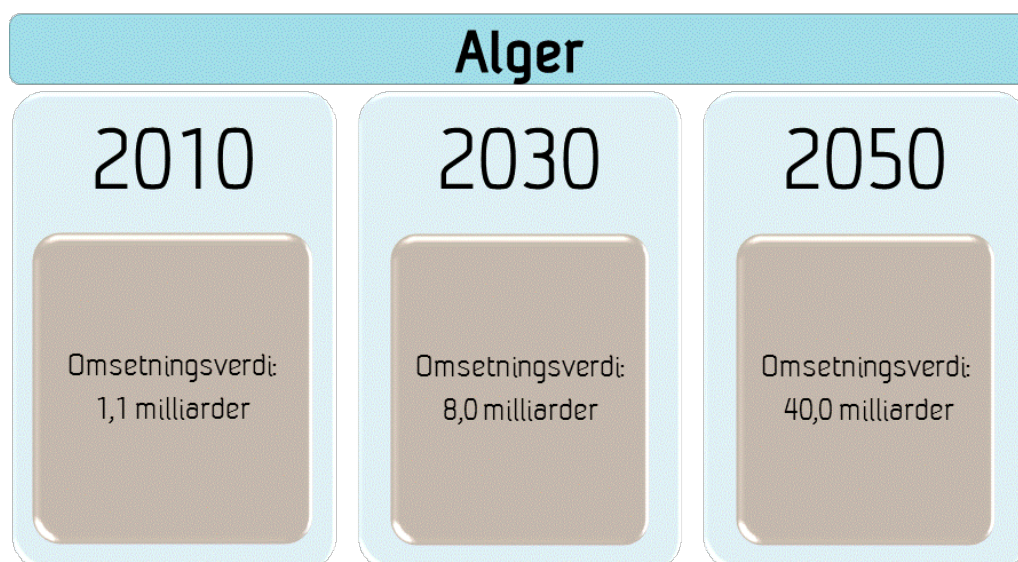 Alger
2010
Omsetningsverdi:
1,1 milliarder
2030
Omsetningsverdi:
8,0 milliarder
2050
Omsetningsverdi:
40,0 milliarder